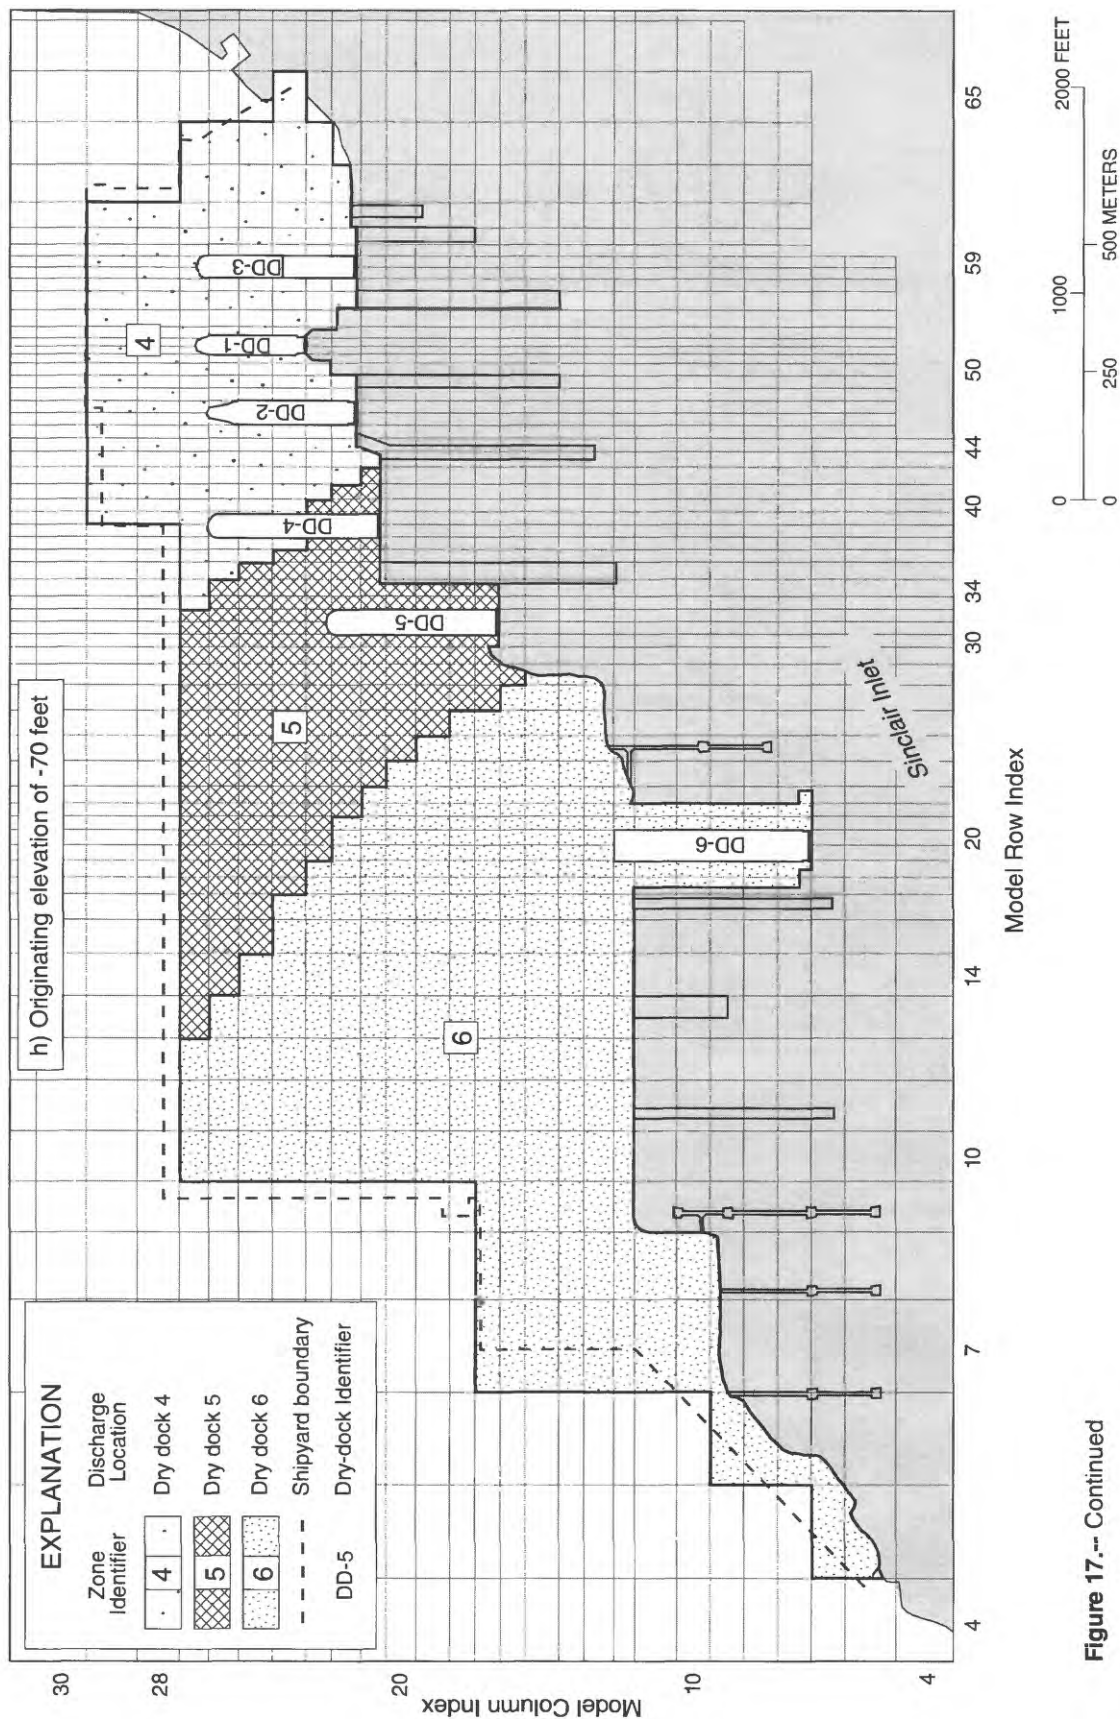 h) Originating elevation of -70 feet
EXPLANATION
Zone Identifier
Discharge Location
4 Dry dock 4
5 Dry dock 5
6 Dry dock 6
Shipyard boundary
DD-5 Dry-dock Identifier
4
5
6
DD-6
DD-5
DD-4
DD-2
DD-1
DD-3
Sinclair Inlet
Model Column Index
30
28
20
10
4
4
7
10
14
20
30
34
40
44
50
59
65
Model Row Index
0 1000 2000 FEET
0 250 500 METERS
Figure 17.-- Continued